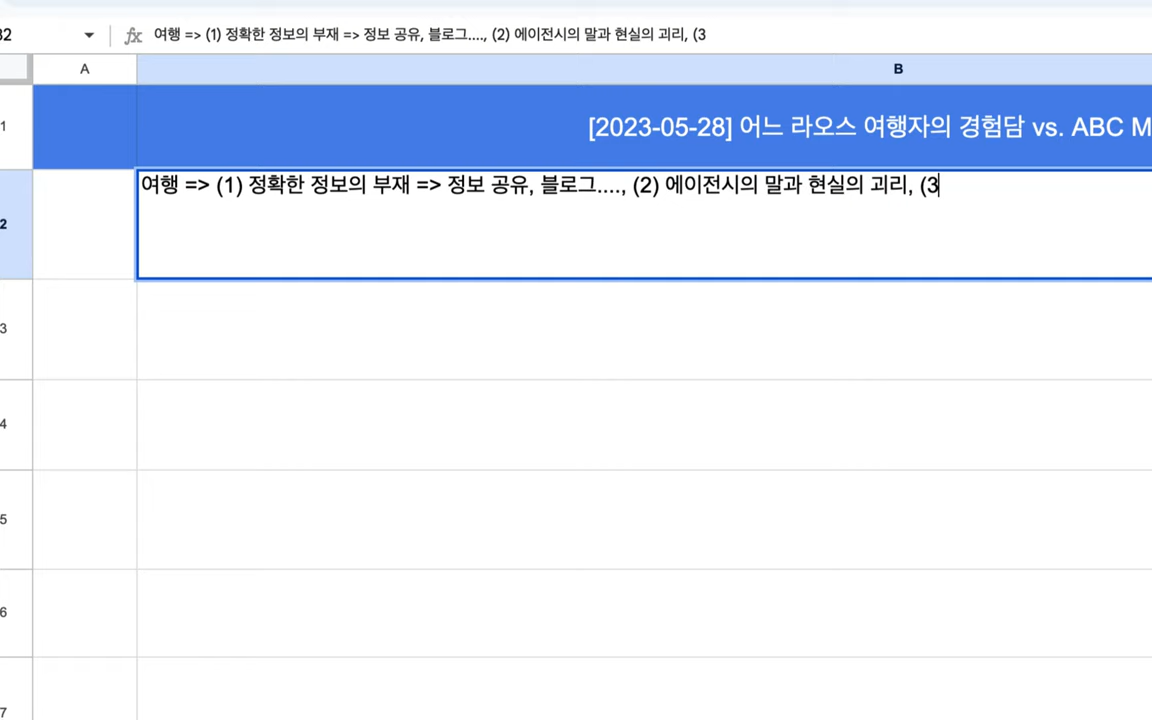 32
fx 여행 => (1) 정확한 정보의 부재 => 정보 공유, 블로그...., (2) 에이전시의 말과 현실의 괴리, (3
A B
1 [2023-05-28] 어느 라오스 여행자의 경험담 vs. ABC M
2 여행 => (1) 정확한 정보의 부재 => 정보 공유, 블로그...., (2) 에이전시의 말과 현실의 괴리, (3
3
4
5
6
7